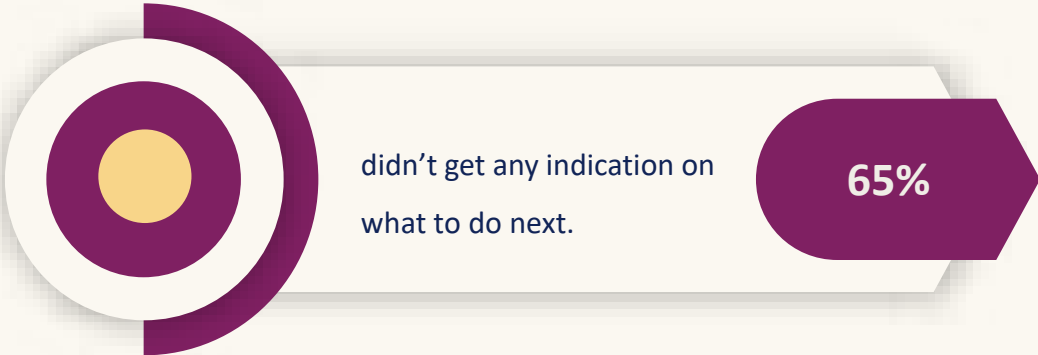 didn’t get any indication on
what to do next.
65%